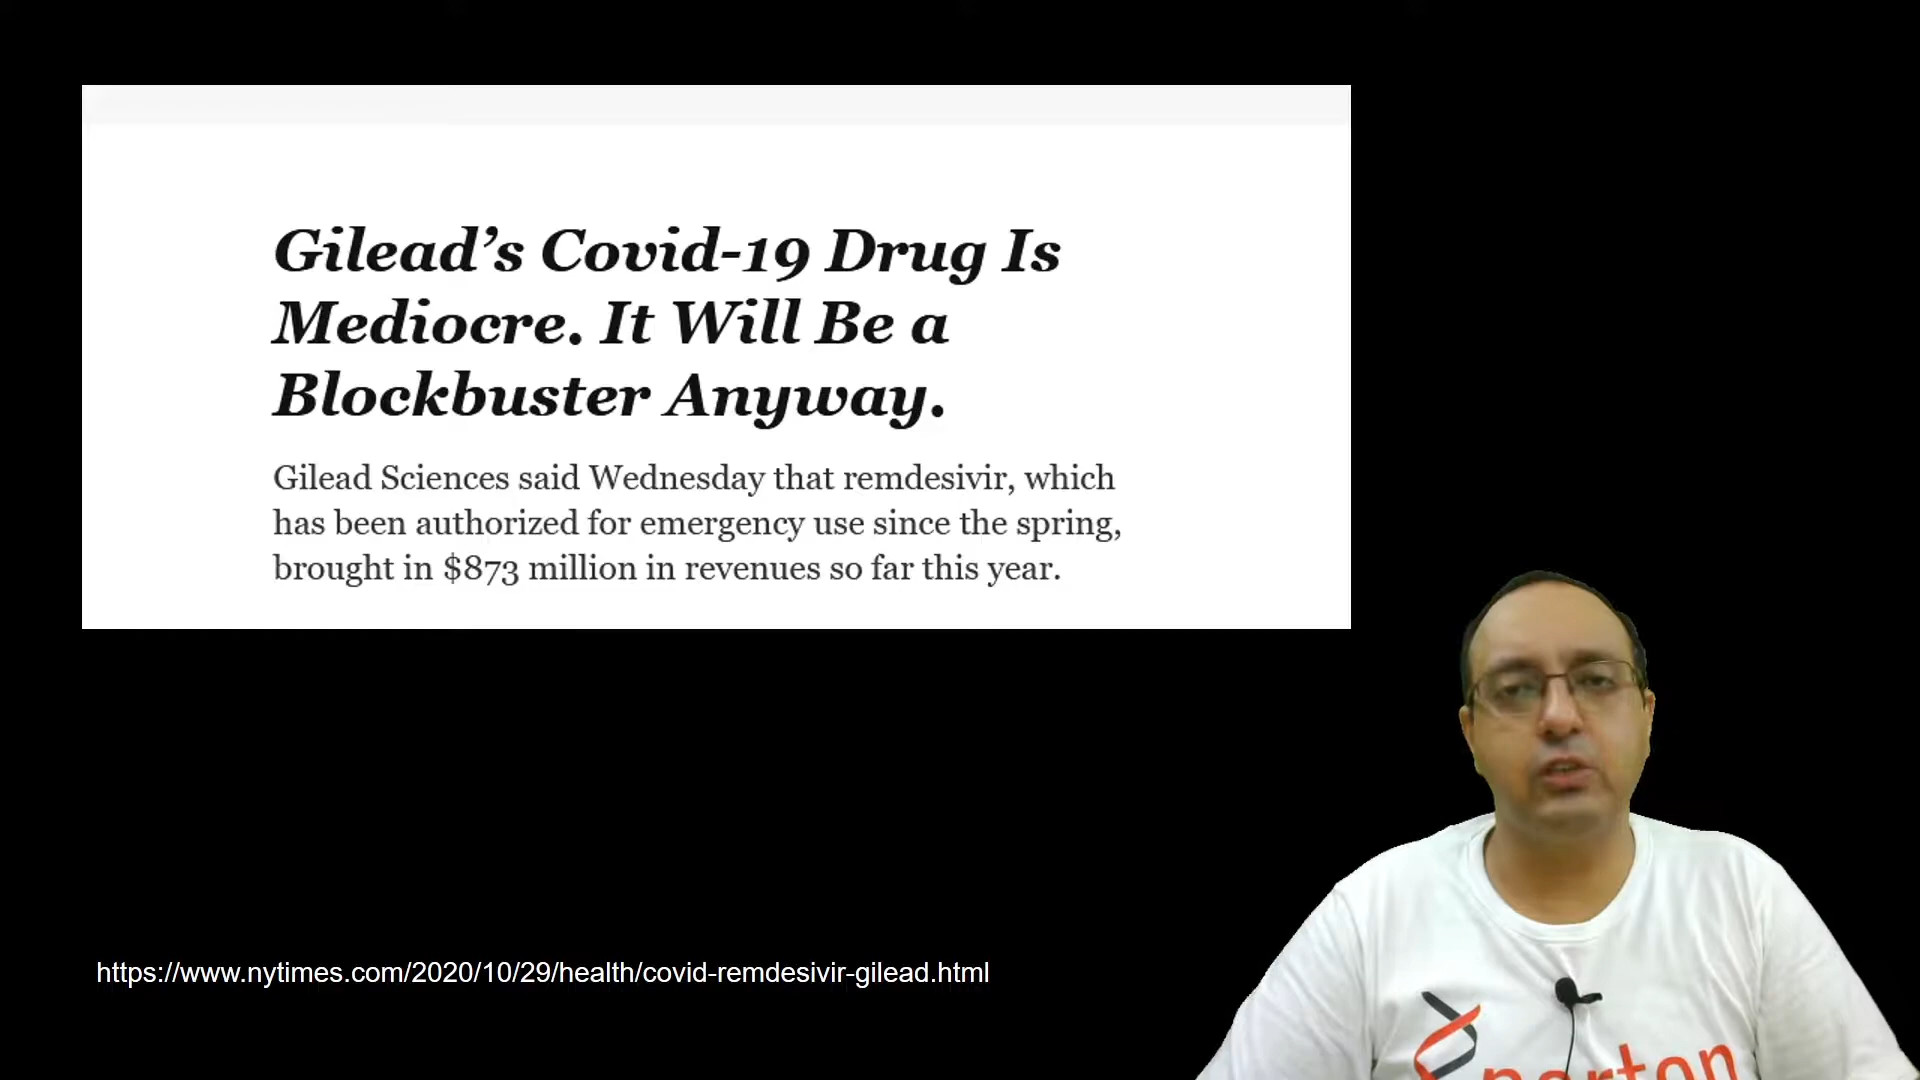 Gilead’s Covid-19 Drug Is
Mediocre. It Will Be a
Blockbuster Anyway.
Gilead Sciences said Wednesday that remdesivir, which
has been authorized for emergency use since the spring,
brought in $873 million in revenues so far this year.
https://www.nytimes.com/2020/10/29/health/covid-remdesivir-gilead.html